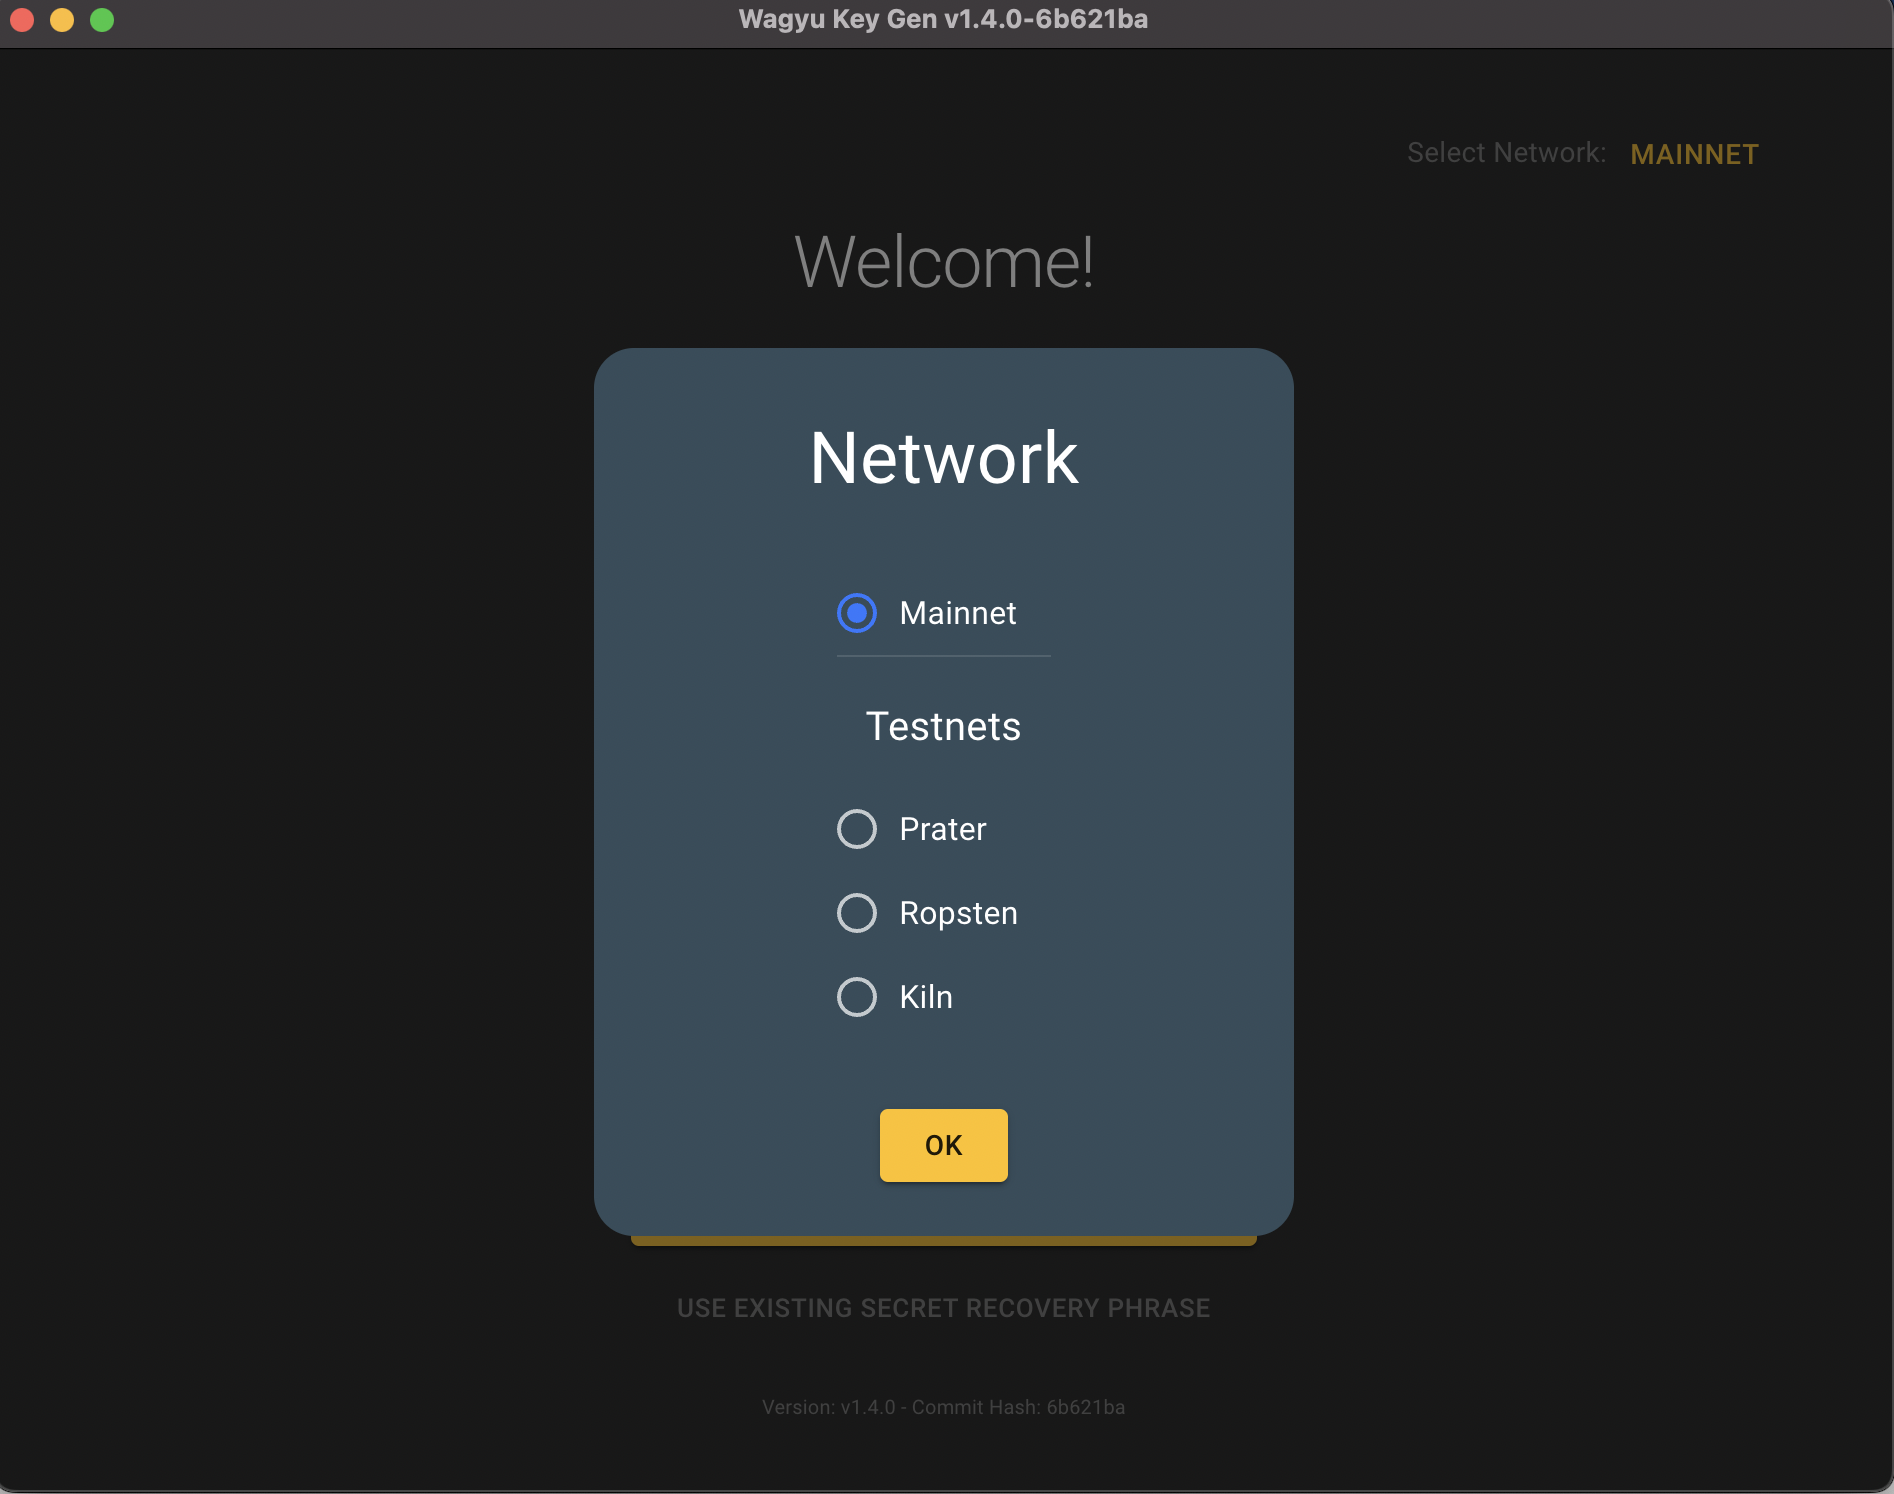 Wagyu Key Gen v1.4.0-6b621ba
Select Network: MAINNET
Welcome!
Network
Mainnet
Testnets
Prater
Ropsten
Kiln
OK
USE EXISTING SECRET RECOVERY PHRASE
Version: v1.4.0 - Commit Hash: 6b621ba